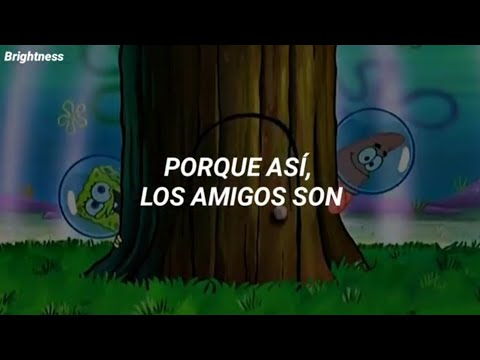 Brightness
PORQUE ASÍ,
LOS AMIGOS SON